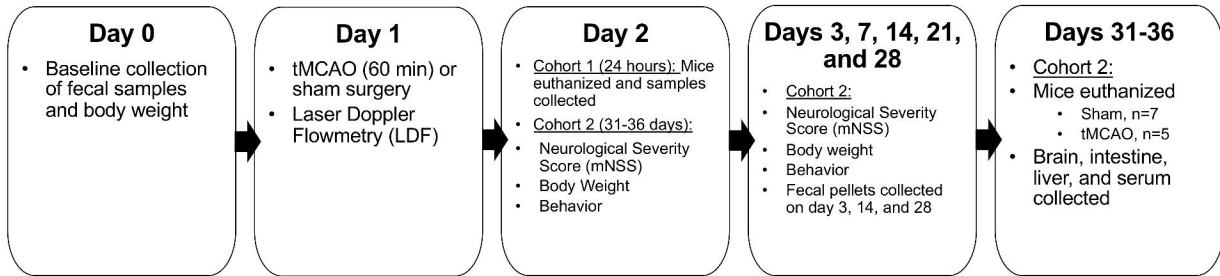 Day 0
• Baseline collection
of fecal samples
and body weight
Day 1
• tMCAO (60 min) or
sham surgery
• Laser Doppler
Flowmetry (LDF)
Day 2
• Cohort 1 (24 hours): Mice
euthanized and samples
collected
• Cohort 2 (31-36 days):
• Neurological Severity
Score (mNSS)
• Body Weight
• Behavior
Days 3, 7, 14, 21,
and 28
• Cohort 2:
• Neurological Severity
Score (mNSS)
• Body weight
• Behavior
• Fecal pellets collected
on day 3, 14, and 28
Days 31-36
• Cohort 2:
• Mice euthanized
• Sham, n=7
• tMCAO, n=5
• Brain, intestine,
liver, and serum
collected